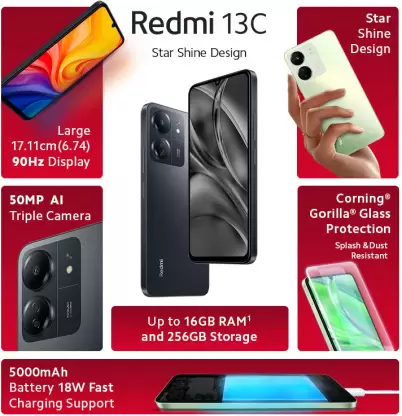 Redmi 13C
Star Shine Design
Large
17.11cm(6.74)
90Hz Display
Star
Shine
Design
50MP AI
Triple Camera
Corning®
Gorilla® Glass
Protection
Splash &Dust
Resistant
Redmi
Up to 16GB RAM¹
and 256GB Storage
5000mAh
Battery 18W Fast
Charging Support